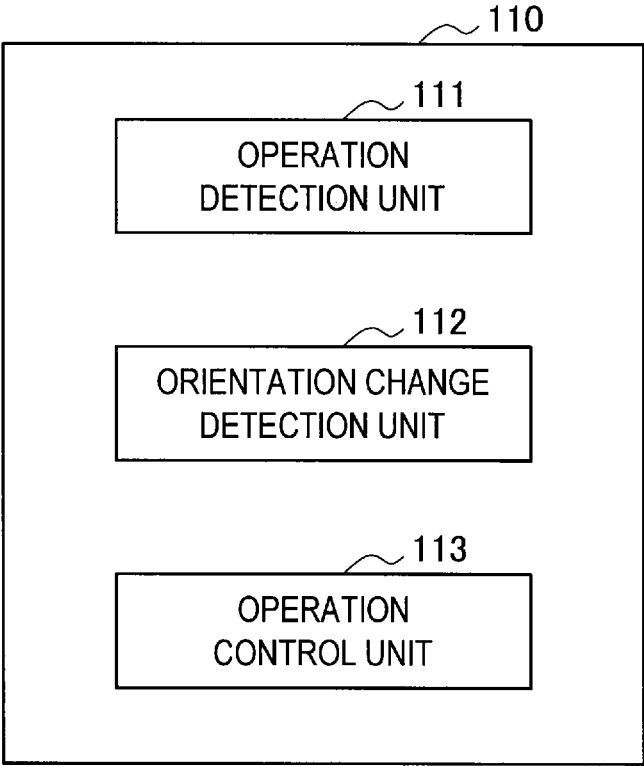 110
111
OPERATION
DETECTION UNIT
112
ORIENTATION CHANGE
DETECTION UNIT
113
OPERATION
CONTROL UNIT